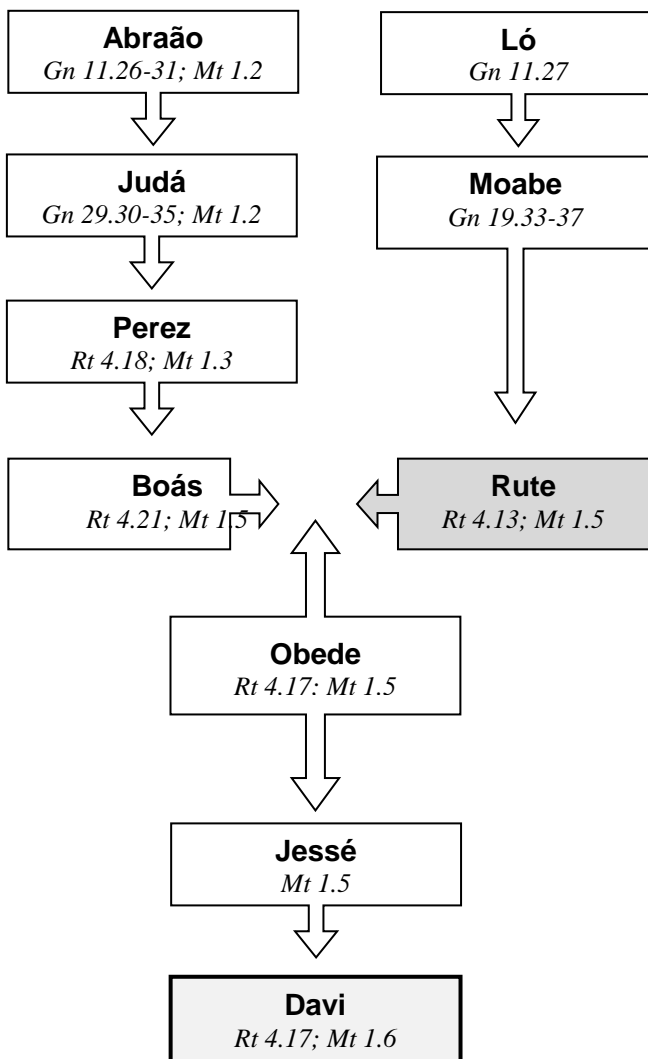 Abraão
Gn 11.26-31; Mt 1.2
Ló
Gn 11.27
Judá
Gn 29.30-35; Mt 1.2
Moabe
Gn 19.33-37
Perez
Rt 4.18; Mt 1.3
Boás
Rt 4.21; Mt 1.5
Rute
Rt 4.13; Mt 1.5
Obede
Rt 4.17: Mt 1.5
Jessé
Mt 1.5
Davi
Rt 4.17; Mt 1.6